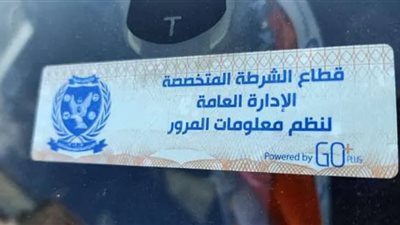 T
قطاع الشرطة المتخصصة
الإدارة العامة
لنظم معلومات المرور
Powered by GO+ PLUS